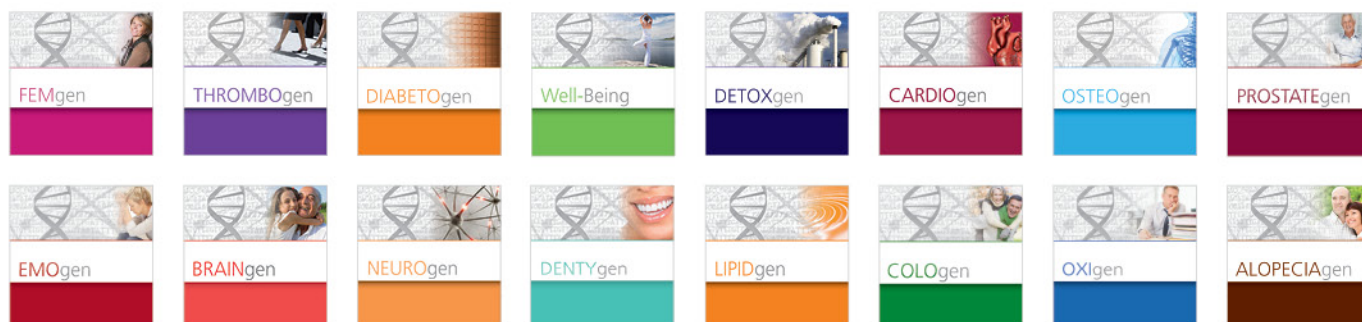 FEMgen
THROMBOgen
DIABETOgen
Well-Being
DETOXgen
CARDIOgen
OSTEOgen
PROSTATEgen
EMOgen
BRAINgen
NEUROgen
DENTYgen
LIPIDgen
COLOgen
OXIgen
ALOPECIAgen